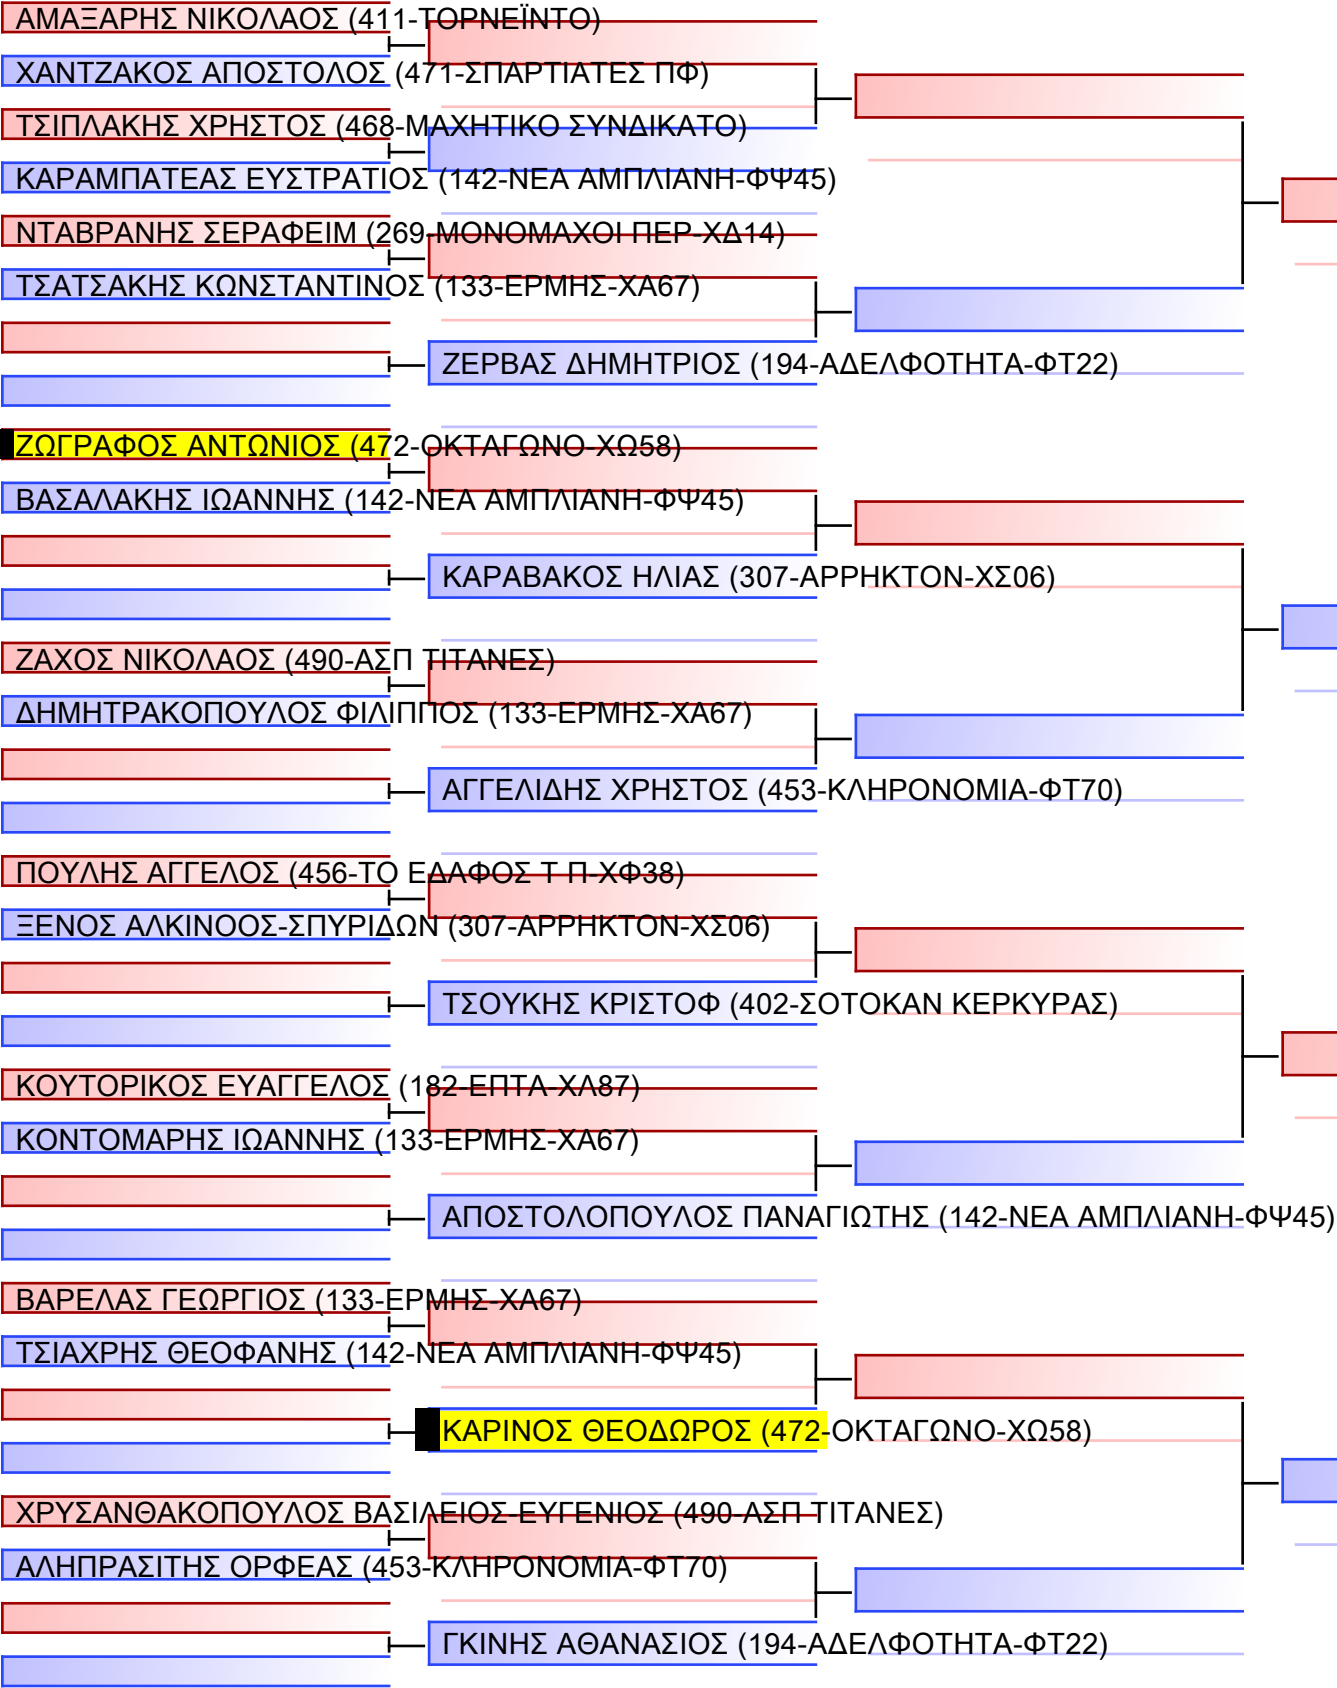 ΑΜΑΞΑΡΗΣ ΝΙΚΟΛΑΟΣ (411-ΤΟΡΝΕΪΝΤΟ)
ΧΑΝΤΖΑΚΟΣ ΑΠΟΣΤΟΛΟΣ (471-ΣΠΑΡΤΙΑΤΕΣ ΠΦ)
ΤΣΙΠΛΑΚΗΣ ΧΡΗΣΤΟΣ (468-ΜΑΧΗΤΙΚΟ ΣΥΝΔΙΚΑΤΟ)
ΚΑΡΑΜΠΑΤΕΑΣ ΕΥΣΤΡΑΤΙΟΣ (142-ΝΕΑ ΑΜΠΛΙΑΝΗ-ΦΨ45)
ΝΤΑΒΡΑΝΗΣ ΣΕΡΑΦΕΙΜ (269-ΜΟΝΟΜΑΧΟΙ ΠΕΡ-ΧΔ14)
ΤΣΑΤΣΑΚΗΣ ΚΩΝΣΤΑΝΤΙΝΟΣ (133-ΕΡΜΗΣ-ΧΑ67)
ΖΕΡΒΑΣ ΔΗΜΗΤΡΙΟΣ (194-ΑΔΕΛΦΟΤΗΤΑ-ΦΤ22)
ΖΩΓΡΑΦΟΣ ΑΝΤΩΝΙΟΣ (472-ΟΚΤΑΓΩΝΟ-ΧΩ58)
ΒΑΣΑΛΑΚΗΣ ΙΩΑΝΝΗΣ (142-ΝΕΑ ΑΜΠΛΙΑΝΗ-ΦΨ45)
ΚΑΡΑΒΑΚΟΣ ΗΛΙΑΣ (307-ΑΡΡΗΚΤΟΝ-ΧΣ06)
ΖΑΧΟΣ ΝΙΚΟΛΑΟΣ (490-ΑΣΠ ΤΙΤΑΝΕΣ)
ΔΗΜΗΤΡΑΚΟΠΟΥΛΟΣ ΦΙΛΙΠΠΟΣ (133-ΕΡΜΗΣ-ΧΑ67)
ΑΓΓΕΛΙΔΗΣ ΧΡΗΣΤΟΣ (453-ΚΛΗΡΟΝΟΜΙΑ-ΦΤ70)
ΠΟΥΛΗΣ ΑΓΓΕΛΟΣ (456-ΤΟ ΕΔΑΦΟΣ Τ Π-ΧΦ38)
ΞΕΝΟΣ ΑΛΚΙΝΟΟΣ-ΣΠΥΡΙΔΩΝ (307-ΑΡΡΗΚΤΟΝ-ΧΣ06)
ΤΣΟΥΚΗΣ ΚΡΙΣΤΟΦ (402-ΣΟΤΟΚΑΝ ΚΕΡΚΥΡΑΣ)
ΚΟΥΤΟΡΙΚΟΣ ΕΥΑΓΓΕΛΟΣ (182-ΕΠΤΑ-ΧΛ87)
ΚΟΝΤΟΜΑΡΗΣ ΙΩΑΝΝΗΣ (133-ΕΡΜΗΣ-ΧΑ67)
ΑΠΟΣΤΟΛΟΠΟΥΛΟΣ ΠΑΝΑΓΙΩΤΗΣ (142-ΝΕΑ ΑΜΠΛΙΑΝΗ-ΦΨ45)
ΒΑΡΕΛΑΣ ΓΕΩΡΓΙΟΣ (133-ΕΡΜΗΣ-ΧΑ67)
ΤΣΙΑΧΡΗΣ ΘΕΟΦΑΝΗΣ (142-ΝΕΑ ΑΜΠΛΙΑΝΗ-ΦΨ45)
ΚΑΡΙΝΟΣ ΘΕΟΔΩΡΟΣ (472-ΟΚΤΑΓΩΝΟ-ΧΩ58)
ΧΡΥΣΑΝΘΑΚΟΠΟΥΛΟΣ ΒΑΣΙΛΕΙΟΣ-ΕΥΓΕΝΙΟΣ (490-ΑΣΠ ΤΙΤΑΝΕΣ)
ΑΛΗΠΡΑΣΙΤΗΣ ΟΡΦΕΑΣ (453-ΚΛΗΡΟΝΟΜΙΑ-ΦΤ70)
ΓΚΙΝΗΣ ΑΘΑΝΑΣΙΟΣ (194-ΑΔΕΛΦΟΤΗΤΑ-ΦΤ22)